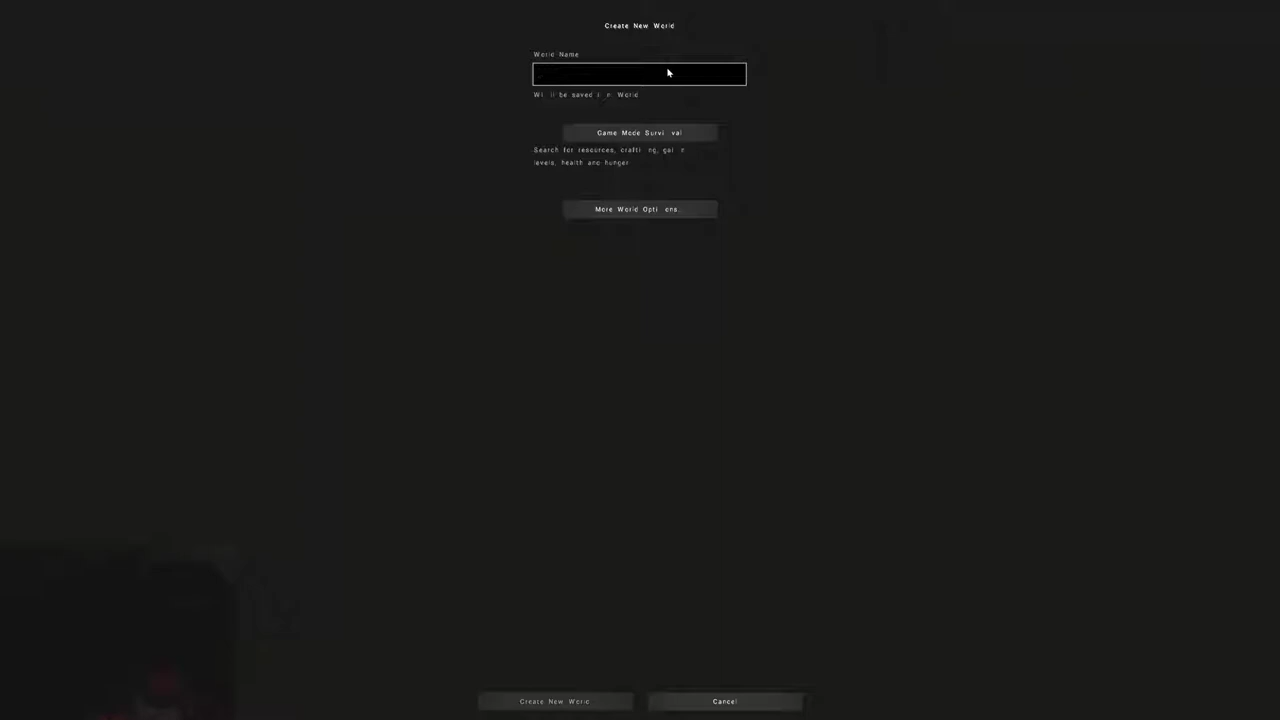 Create New World
World Name
Will be saved in: World
Game Mode Survival
Search for resources, crafting, gain
levels, health and hunger
More World Options...
Create New World
Cancel